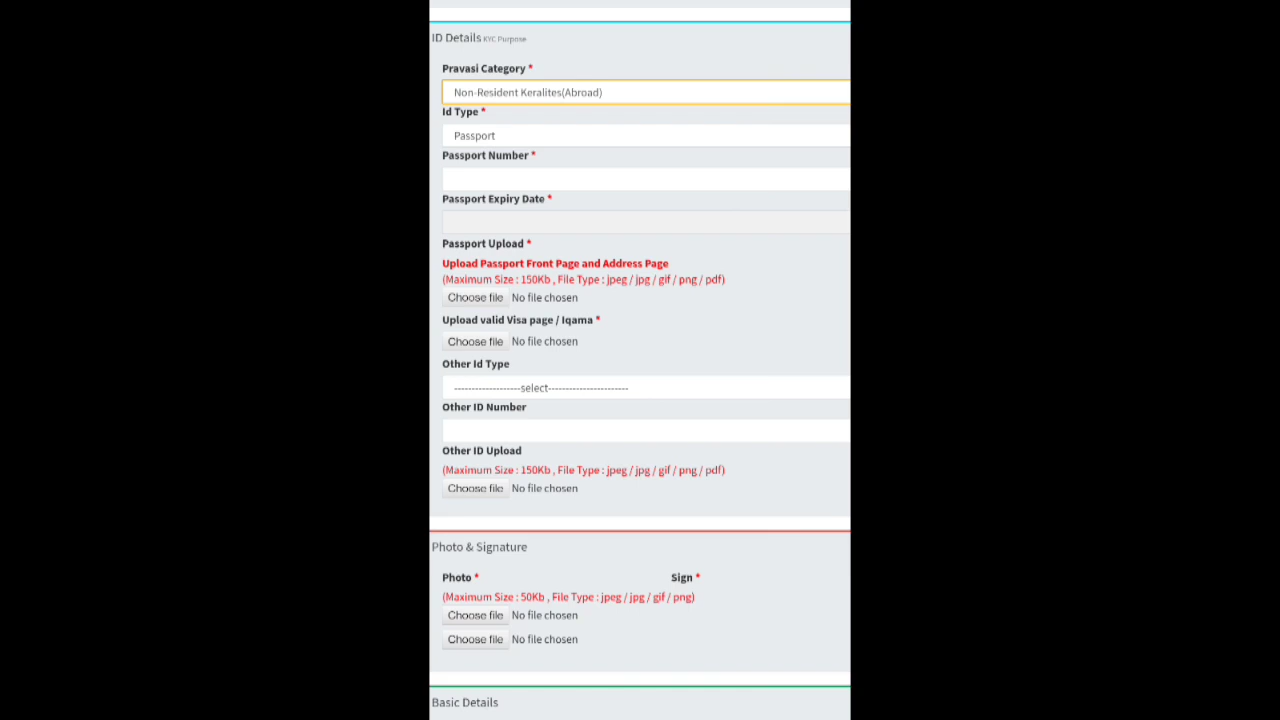 ID Details KYC Purpose
Pravasi Category *
Non-Resident Keralites(Abroad)
Id Type *
Passport
Passport Number *
Passport Expiry Date *
Passport Upload *
Upload Passport Front Page and Address Page
(Maximum Size : 150Kb , File Type : jpeg / jpg / gif / png / pdf)
Choose file No file chosen
Upload valid Visa page / Iqama *
Choose file No file chosen
Other Id Type
-------------------select-----------------------
Other ID Number
Other ID Upload
(Maximum Size : 150Kb , File Type : jpeg / jpg / gif / png / pdf)
Choose file No file chosen
Photo & Signature
Photo * Sign *
(Maximum Size : 50Kb , File Type : jpeg / jpg / gif / png)
Choose file No file chosen
Choose file No file chosen
Basic Details